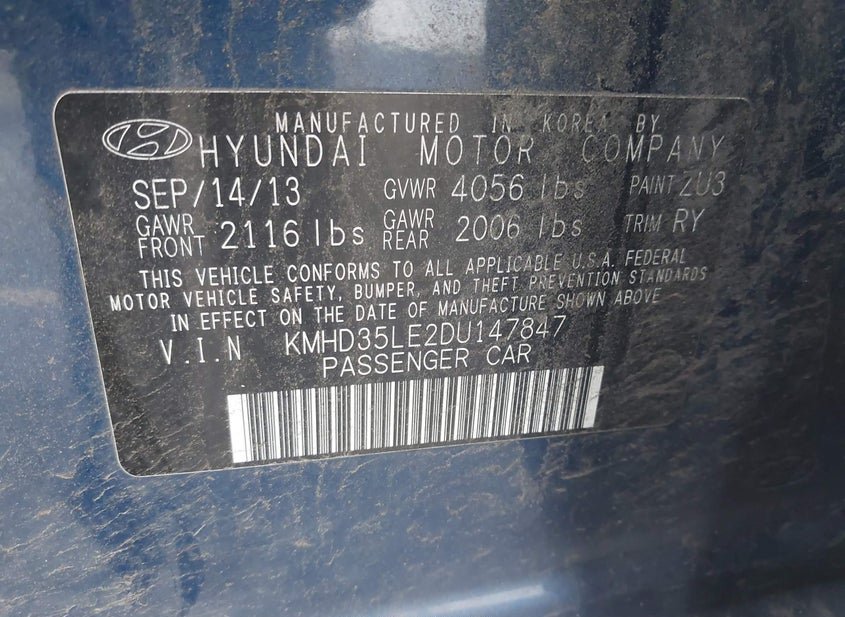 MANUFACTURED IN KOREA BY
HYUNDAI MOTOR COMPANY
SEP/14/13 GVWR 4056 lbs PAINT ZU3
GAWR FRONT 2116 lbs GAWR REAR 2006 lbs TRIM RY
THIS VEHICLE CONFORMS TO ALL APPLICABLE U.S.A. FEDERAL
MOTOR VEHICLE SAFETY, BUMPER, AND THEFT PREVENTION STANDARDS
IN EFFECT ON THE DATE OF MANUFACTURE SHOWN ABOVE
V.I.N KMHD35LE2DU147847
PASSENGER CAR